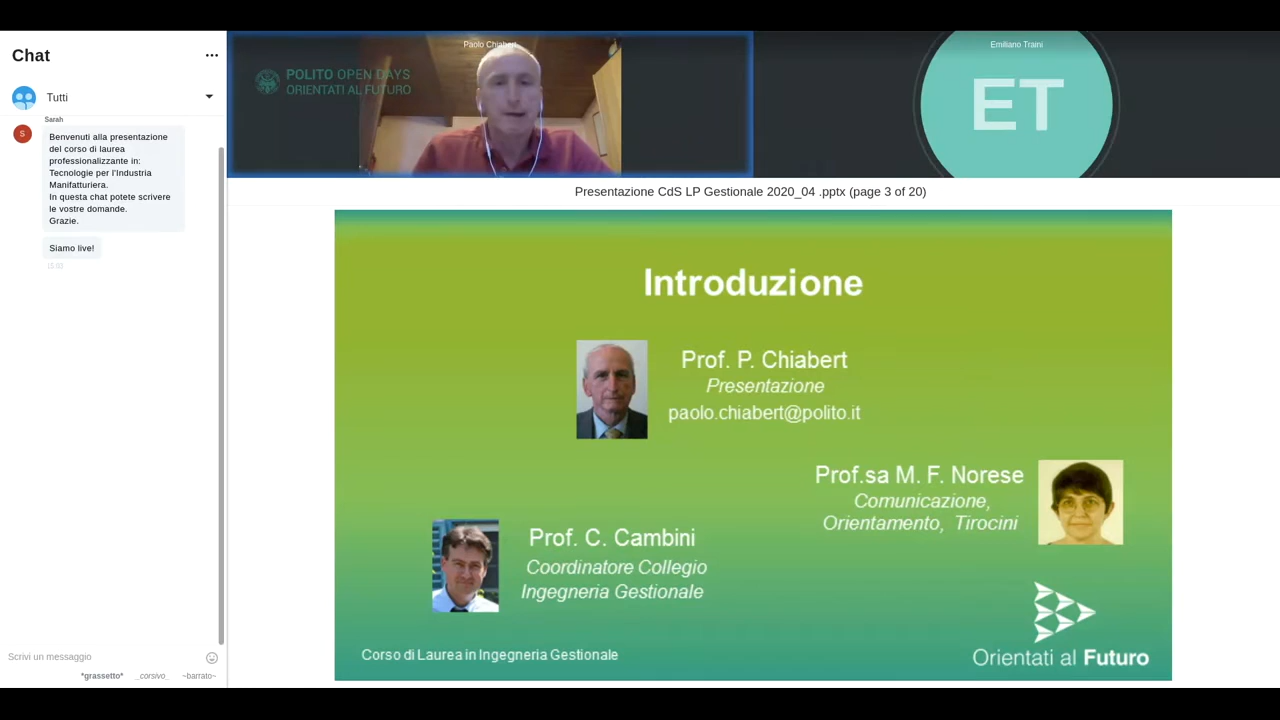 Chat
Tutti
Sarah
S
Benvenuti alla presentazione
del corso di laurea
professionalizzante in:
Tecnologie per l'Industria
Manifatturiera.
In questa chat potete scrivere
le vostre domande.
Grazie.
Siamo live!
15:03
Scrivi un messaggio
*grassetto* _corsivo_ ~barrato~
Paolo Chiabert
POLITO OPEN DAYS
ORIENTATI AL FUTURO
Emiliano Traini
ET
Presentazione CdS LP Gestionale 2020_04 .pptx (page 3 of 20)
Introduzione
Prof. P. Chiabert
Presentazione
paolo.chiabert@polito.it
Prof.sa M. F. Norese
Comunicazione,
Orientamento, Tirocini
Prof. C. Cambini
Coordinatore Collegio
Ingegneria Gestionale
Corso di Laurea in Ingegneria Gestionale
Orientati al Futuro